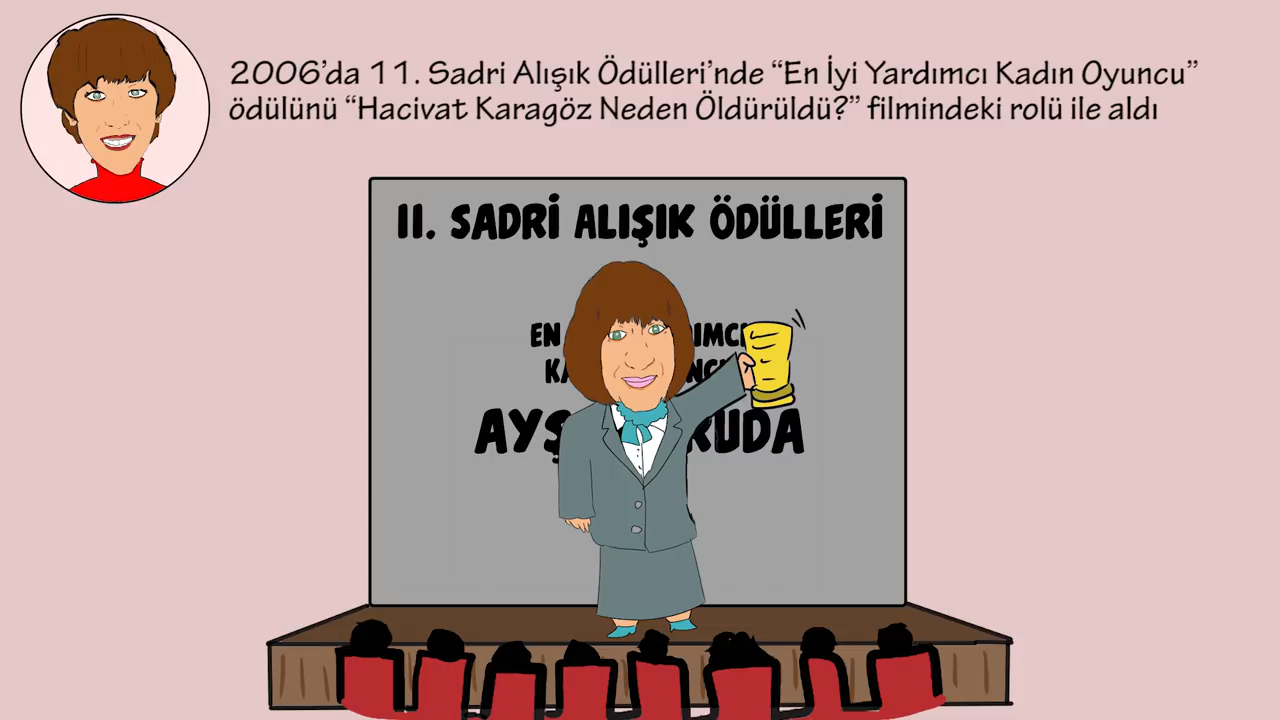 2006’da 11. Sadri Alışık Ödülleri’nde “En İyi Yardımcı Kadın Oyuncu”
ödülünü “Hacivat Karagöz Neden Öldürüldü?” filmindeki rolü ile aldı
11. SADRİ ALIŞIK ÖDÜLLERİ
EN